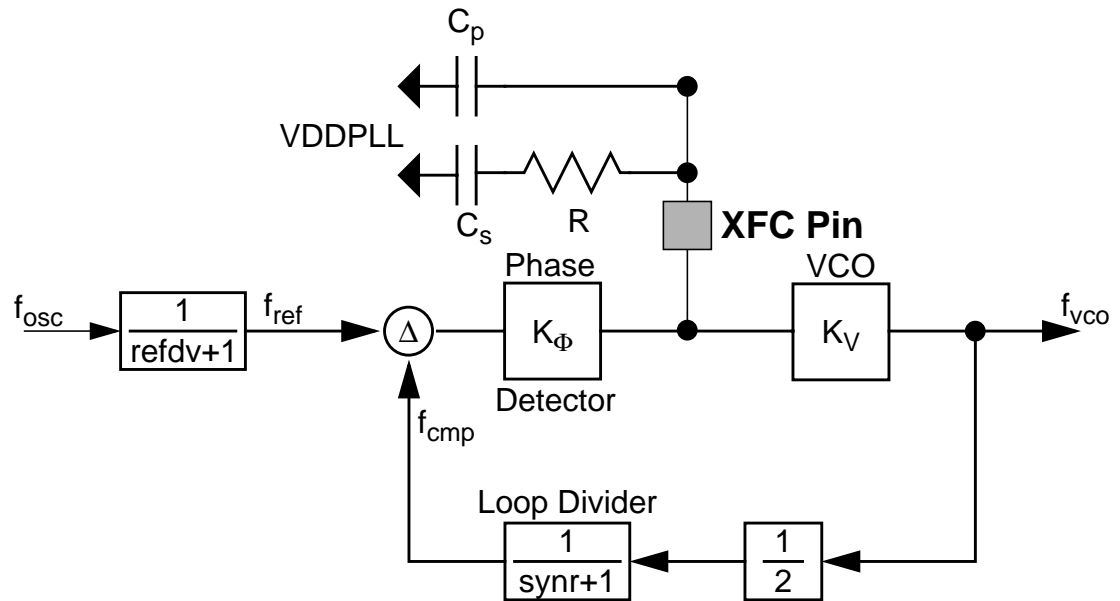 Cp
VDDPLL
Cs
R
XFC Pin
Phase
VCO
fosc
1
refdv+1
fref
Δ
KΦ
KV
fvco
Detector
fcmp
Loop Divider
1
synr+1
1
2